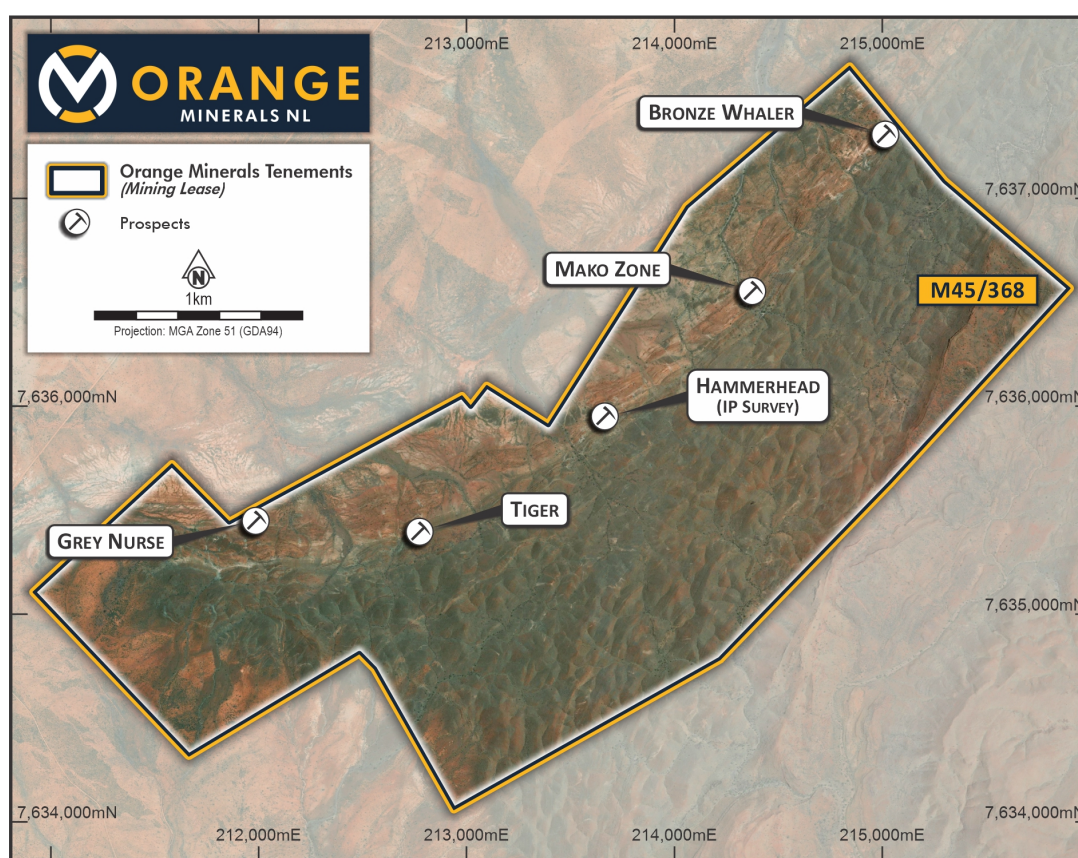 213,000mE
214,000mE
215,000mE
ORANGE
MINERALS NL
BRONZE WHALER
Orange Minerals Tenements
(Mining Lease)
Prospects
N
1km
Projection: MGA Zone 51 (GDA94)
7,637,000mN
MAKO ZONE
M45/368
7,636,000mN
7,636,000mN
HAMMERHEAD
(IP SURVEY)
TIGER
GREY NURSE
7,635,000mN
7,634,000mN
7,634,000mN
212,000mE
213,000mE
214,000mE
215,000mE